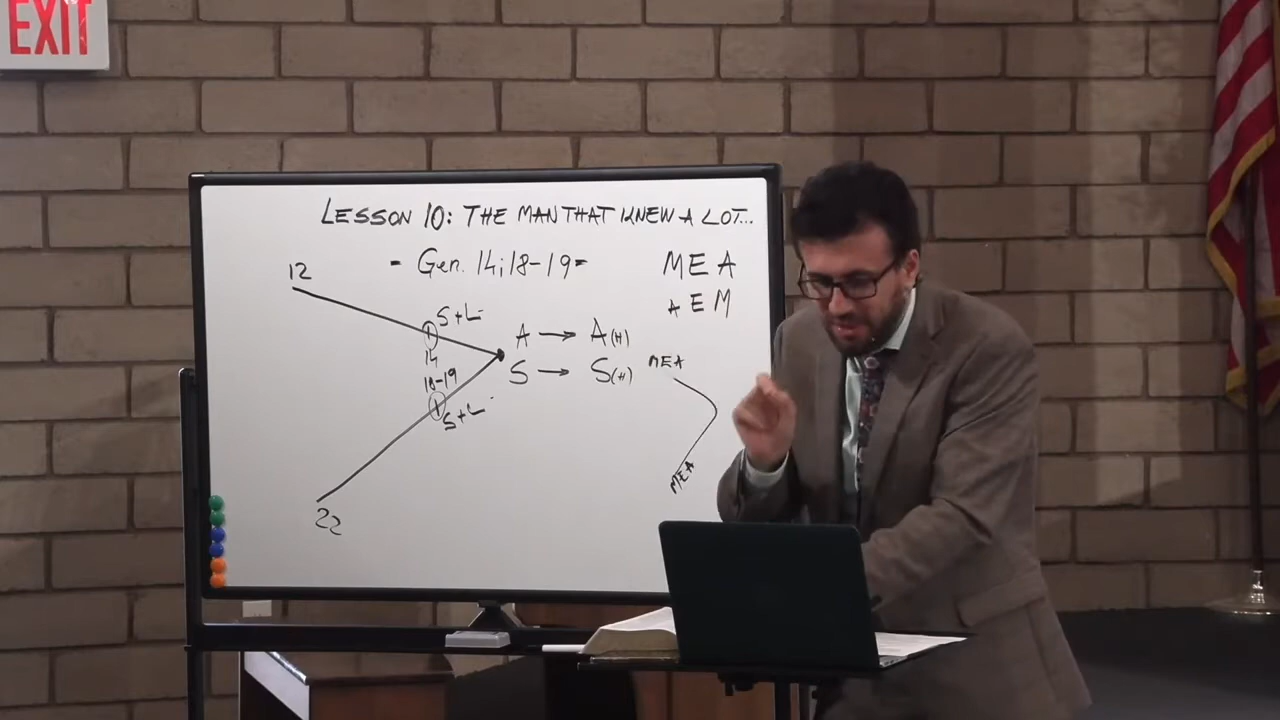 EXIT
LESSON 10: THE MAN THAT KNEW A LOT...
- Gen. 14; 18-19 -
MEA
AEM
12
S+L
14
18-19
S+L
22
A → A(H)
S → S(H)
MEA
MEA